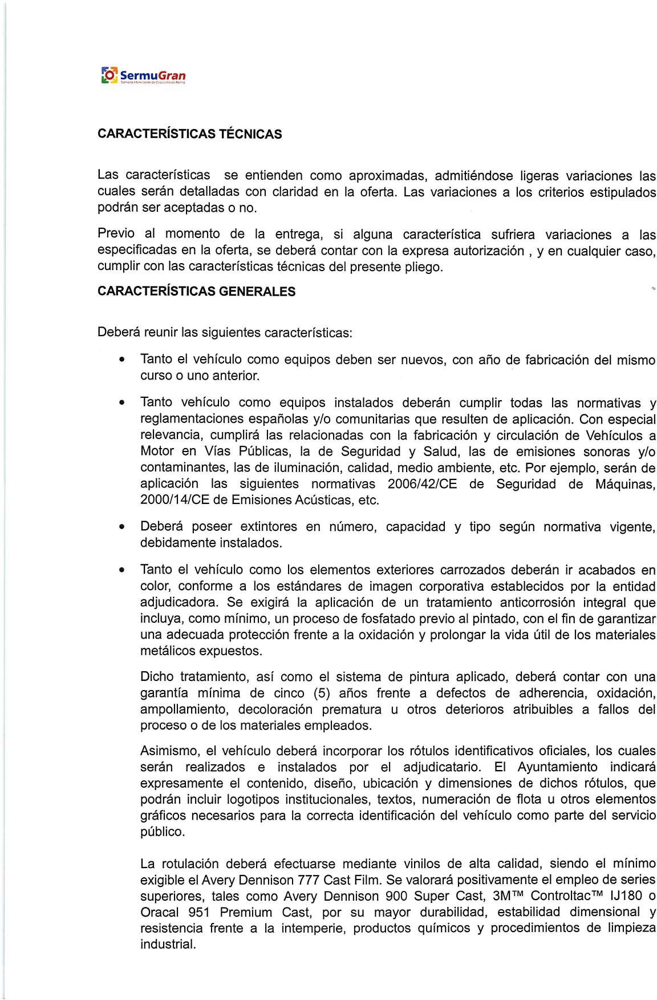 SermuGran
Servicios Municipales de Granadilla de Abona
CARACTERÍSTICAS TÉCNICAS
Las características se entienden como aproximadas, admitiéndose ligeras variaciones las
cuales serán detalladas con claridad en la oferta. Las variaciones a los criterios estipulados
podrán ser aceptadas o no.
Previo al momento de la entrega, si alguna característica sufriera variaciones a las
especificadas en la oferta, se deberá contar con la expresa autorización , y en cualquier caso,
cumplir con las características técnicas del presente pliego.
CARACTERÍSTICAS GENERALES
Deberá reunir las siguientes características:
• Tanto el vehículo como equipos deben ser nuevos, con año de fabricación del mismo
curso o uno anterior.
• Tanto vehículo como equipos instalados deberán cumplir todas las normativas y
reglamentaciones españolas y/o comunitarias que resulten de aplicación. Con especial
relevancia, cumplirá las relacionadas con la fabricación y circulación de Vehículos a
Motor en Vías Públicas, la de Seguridad y Salud, las de emisiones sonoras y/o
contaminantes, las de iluminación, calidad, medio ambiente, etc. Por ejemplo, serán de
aplicación las siguientes normativas 2006/42/CE de Seguridad de Máquinas,
2000/14/CE de Emisiones Acústicas, etc.
• Deberá poseer extintores en número, capacidad y tipo según normativa vigente,
debidamente instalados.
• Tanto el vehículo como los elementos exteriores carrozados deberán ir acabados en
color, conforme a los estándares de imagen corporativa establecidos por la entidad
adjudicadora. Se exigirá la aplicación de un tratamiento anticorrosión integral que
incluya, como mínimo, un proceso de fosfatado previo al pintado, con el fin de garantizar
una adecuada protección frente a la oxidación y prolongar la vida útil de los materiales
metálicos expuestos.
Dicho tratamiento, así como el sistema de pintura aplicado, deberá contar con una
garantía mínima de cinco (5) años frente a defectos de adherencia, oxidación,
ampollamiento, decoloración prematura u otros deterioros atribuibles a fallos del
proceso o de los materiales empleados.
Asimismo, el vehículo deberá incorporar los rótulos identificativos oficiales, los cuales
serán realizados e instalados por el adjudicatario. El Ayuntamiento indicará
expresamente el contenido, diseño, ubicación y dimensiones de dichos rótulos, que
podrán incluir logotipos institucionales, textos, numeración de flota u otros elementos
gráficos necesarios para la correcta identificación del vehículo como parte del servicio
público.
La rotulación deberá efectuarse mediante vinilos de alta calidad, siendo el mínimo
exigible el Avery Dennison 777 Cast Film. Se valorará positivamente el empleo de series
superiores, tales como Avery Dennison 900 Super Cast, 3M™ Controltac™ IJ180 o
Oracal 951 Premium Cast, por su mayor durabilidad, estabilidad dimensional y
resistencia frente a la intemperie, productos químicos y procedimientos de limpieza
industrial.